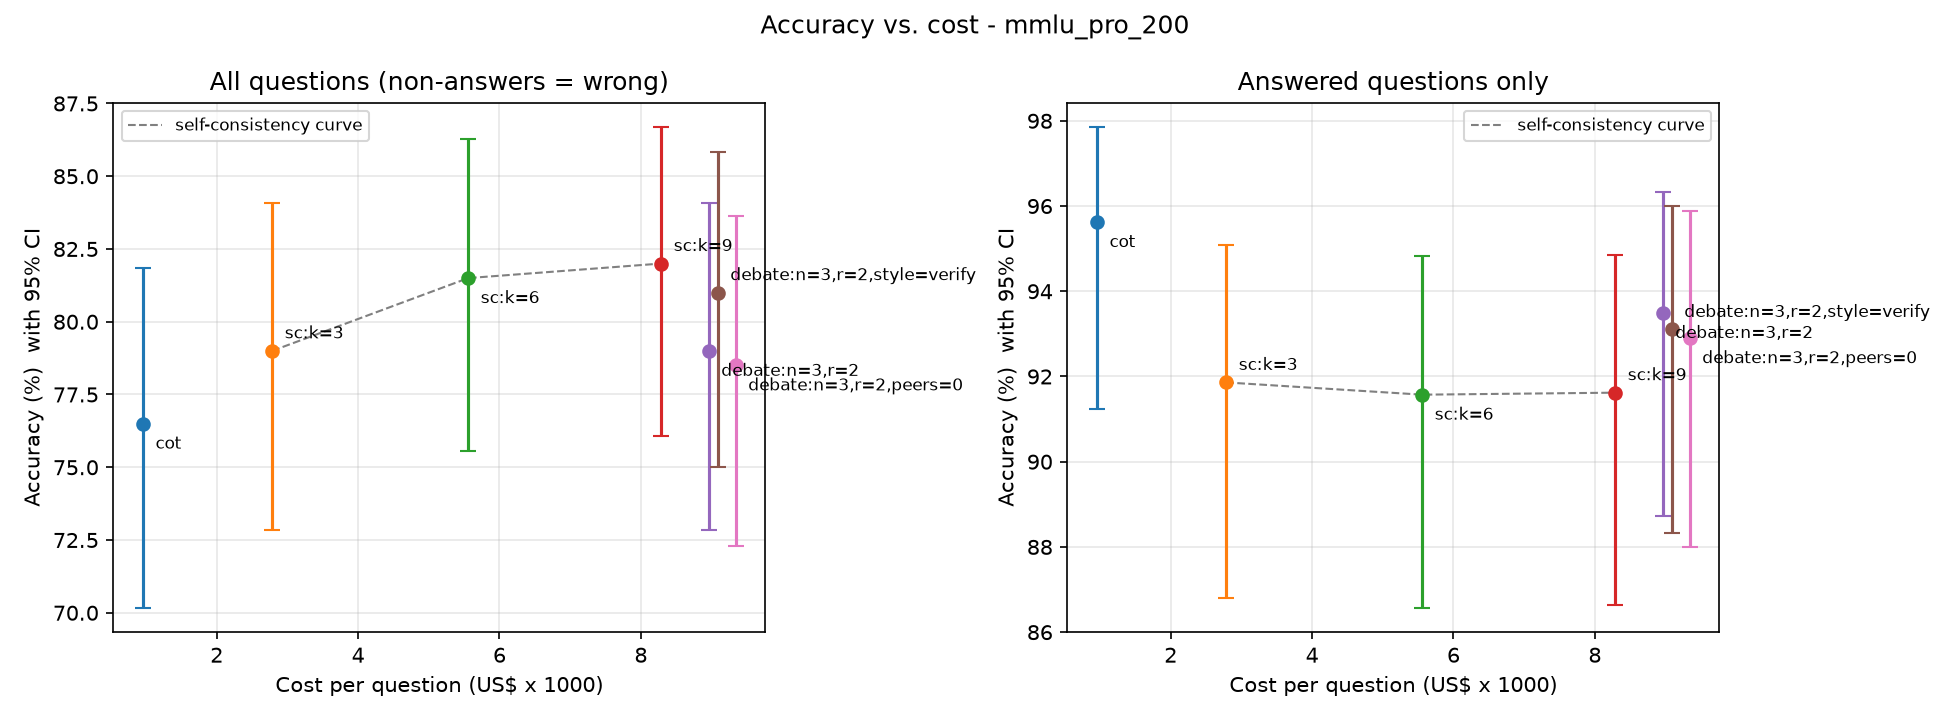 Accuracy vs. cost - mmlu_pro_200
All questions (non-answers = wrong)
87.5
85.0
82.5
80.0
77.5
75.0
72.5
70.0
Accuracy (%)  with 95% CI
self-consistency curve
cot
sc:k=3
sc:k=6
sc:k=9
debate:n=3,r=2,style=verify
debate:n=3,r=2
debate:n=3,r=2,peers=0
2
4
6
8
Cost per question (US$ x 1000)
Answered questions only
98
96
94
92
90
88
86
Accuracy (%)  with 95% CI
self-consistency curve
cot
sc:k=3
sc:k=6
sc:k=9
debate:n=3,r=2,style=verify
debate:n=3,r=2
debate:n=3,r=2,peers=0
2
4
6
8
Cost per question (US$ x 1000)